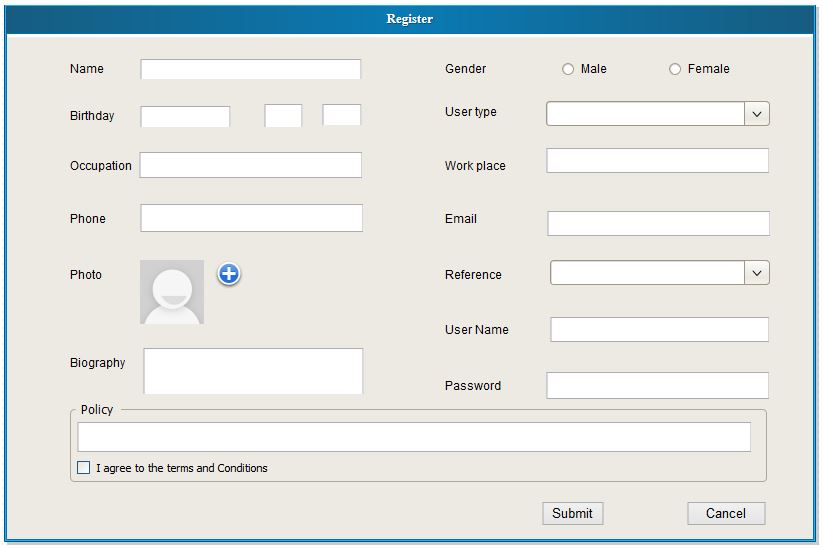 Register
Name
Gender
Male
Female
Birthday
User type
Occupation
Work place
Phone
Email
Photo
Reference
User Name
Biography
Password
Policy
I agree to the terms and Conditions
Submit
Cancel